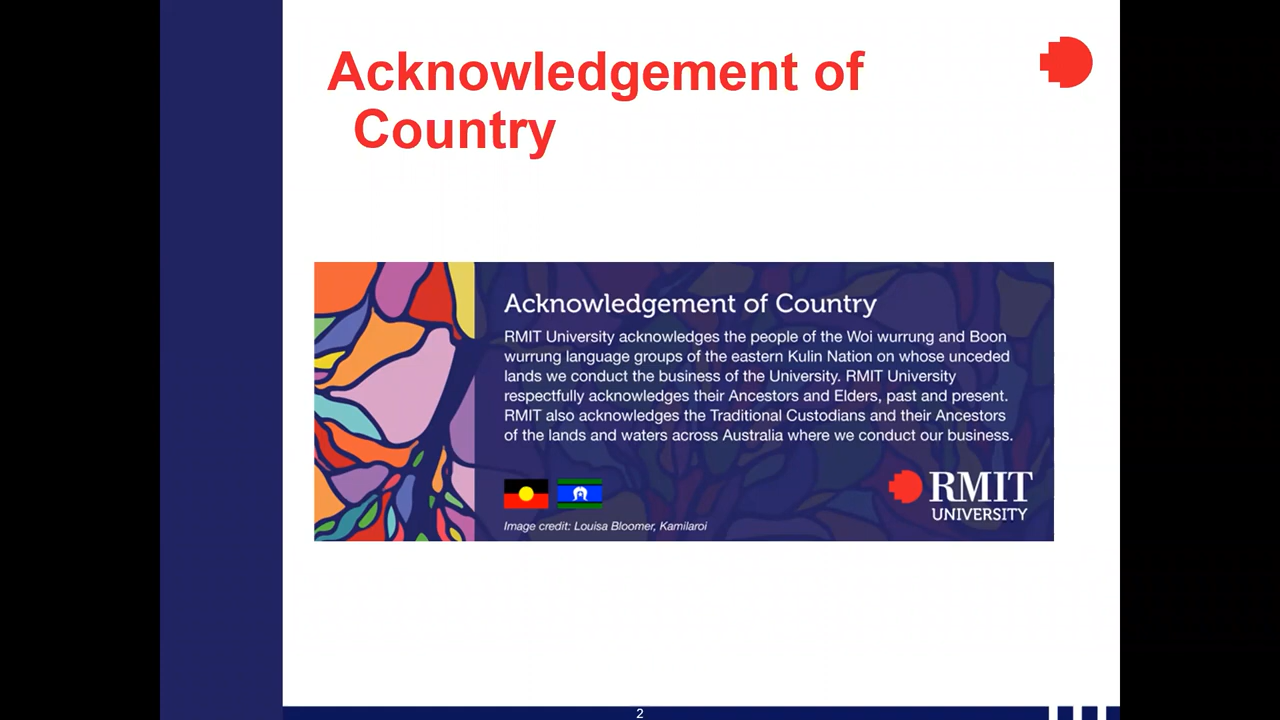 Acknowledgement of
Country
Acknowledgement of Country
RMIT University acknowledges the people of the Woi wurrung and Boon
wurrung language groups of the eastern Kulin Nation on whose unceded
lands we conduct the business of the University. RMIT University
respectfully acknowledges their Ancestors and Elders, past and present.
RMIT also acknowledges the Traditional Custodians and their Ancestors
of the lands and waters across Australia where we conduct our business.
RMIT
UNIVERSITY
Image credit: Louisa Bloomer, Kamilaroi
2